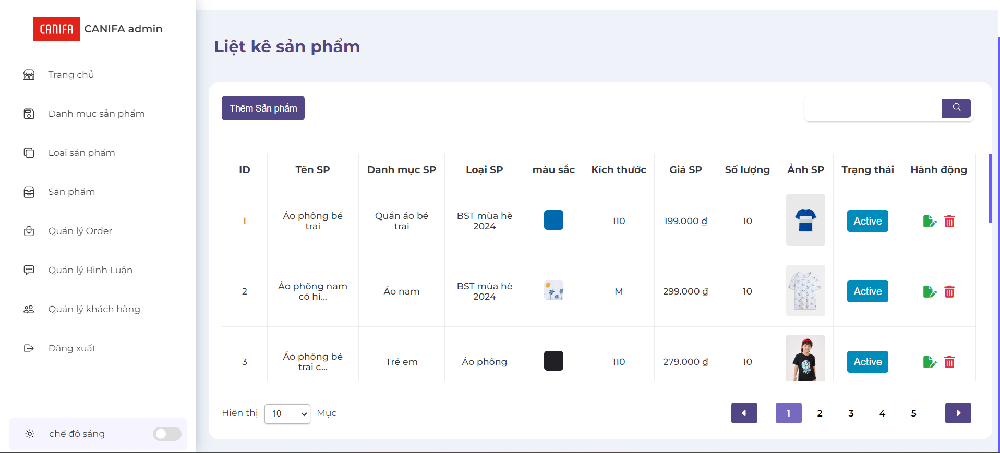 CANIFA CANIFA admin
Trang chủ
Danh mục sản phẩm
Loại sản phẩm
Sản phẩm
Quản lý Order
Quản lý Bình Luận
Quản lý khách hàng
Đăng xuất
chế độ sáng
Liệt kê sản phẩm
Thêm Sản phẩm
ID Tên SP Danh mục SP Loại SP màu sắc Kích thước Giá SP Số lượng Ảnh SP Trạng thái Hành động
1 Áo phông bé trai Quần áo bé trai BST mùa hè 2024 110 199.000 ₫ 10 Active
2 Áo phông nam có hì... Áo nam BST mùa hè 2024 M 299.000 ₫ 10 Active
3 Áo phông bé trai c... Trẻ em Áo phông 110 279.000 ₫ 10 Active
Hiển thị 10 Mục
1 2 3 4 5